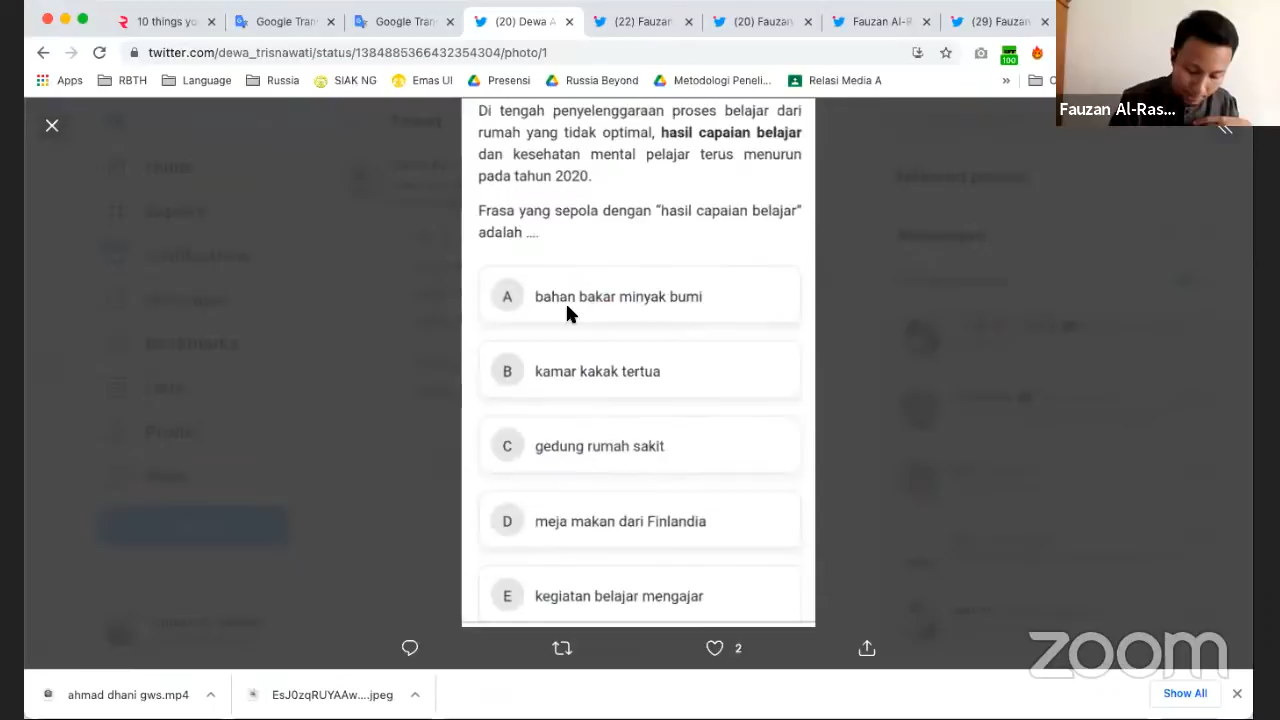 10 things yo
Google Tran
Google Tran
(20) Dewa A
(22) Fauzan
(20) Fauzan
Fauzan Al-R
(29) Fauzan
twitter.com/dewa_trisnawati/status/1384885366432354304/photo/1
100
Apps
RBTH
Language
Russia
SIAK NG
Emas UI
Presensi
Russia Beyond
Metodologi Peneli...
Relasi Media A
»
Fauzan Al-Ras...
Di tengah penyelenggaraan proses belajar dari
rumah yang tidak optimal, hasil capaian belajar
dan kesehatan mental pelajar terus menurun
pada tahun 2020.
Frasa yang sepola dengan "hasil capaian belajar"
adalah ....
A bahan bakar minyak bumi
B kamar kakak tertua
C gedung rumah sakit
D meja makan dari Finlandia
E kegiatan belajar mengajar
2
zoom
ahmad dhani gws.mp4
EsJ0zqRUYAAw....jpeg
Show All